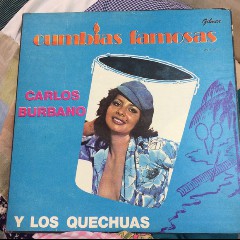 cumbias famosas
CARLOS
BURBANO
Y LOS QUECHUAS